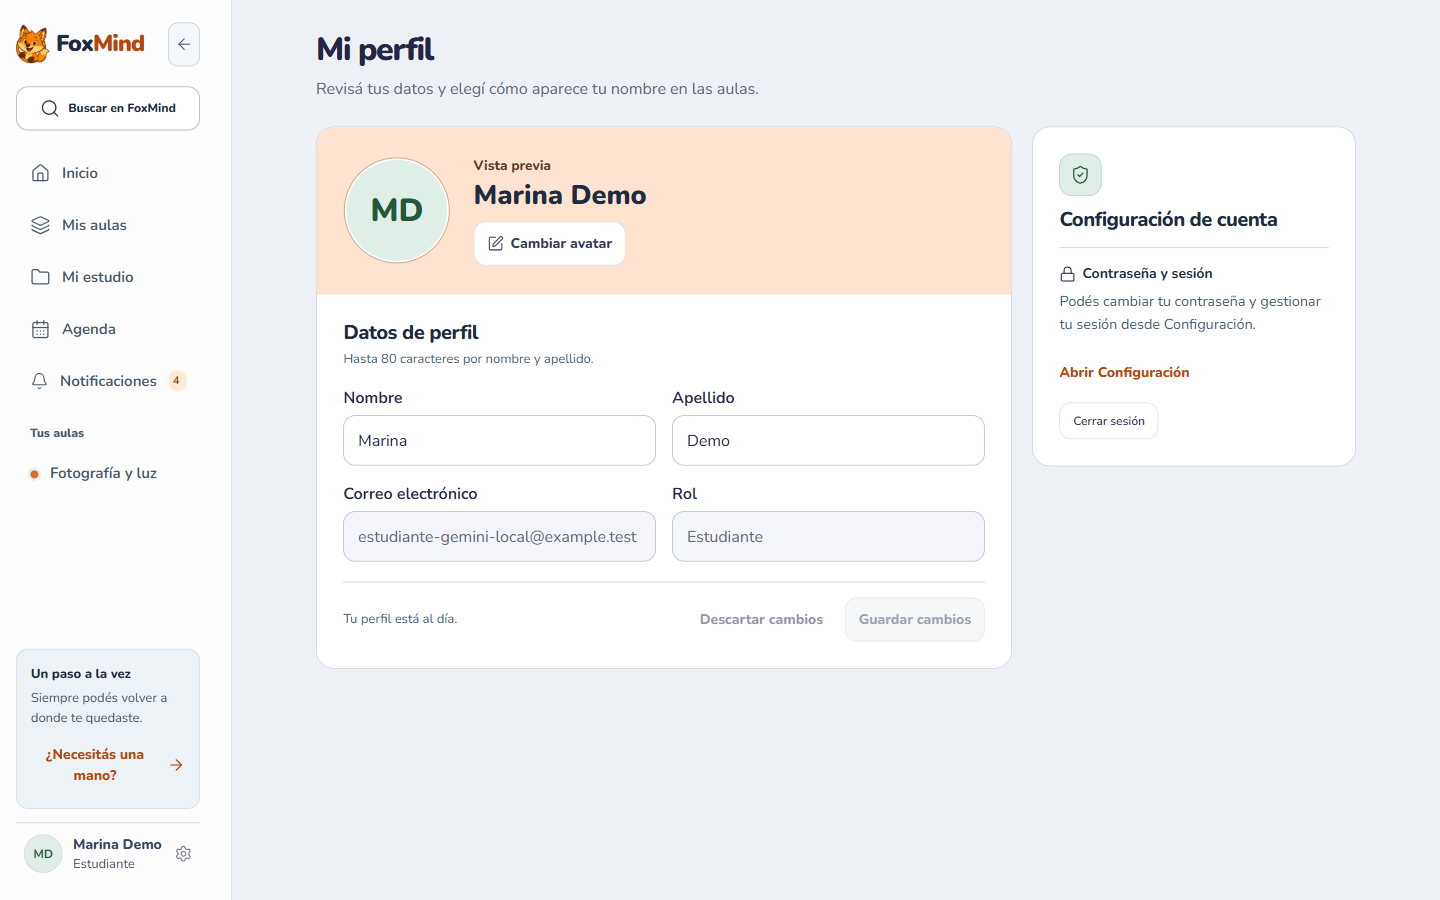 FoxMind
Buscar en FoxMind
Inicio
Mis aulas
Mi estudio
Agenda
Notificaciones 4
Tus aulas
Fotografía y luz
Un paso a la vez
Siempre podés volver a
donde te quedaste.
¿Necesitás una
mano?
MD
Marina Demo
Estudiante
Mi perfil
Revisá tus datos y elegí cómo aparece tu nombre en las aulas.
MD
Vista previa
Marina Demo
Cambiar avatar
Datos de perfil
Hasta 80 caracteres por nombre y apellido.
Nombre
Marina
Apellido
Demo
Correo electrónico
estudiante-gemini-local@example.test
Rol
Estudiante
Tu perfil está al día.
Descartar cambios
Guardar cambios
Configuración de cuenta
Contraseña y sesión
Podés cambiar tu contraseña y gestionar
tu sesión desde Configuración.
Abrir Configuración
Cerrar sesión